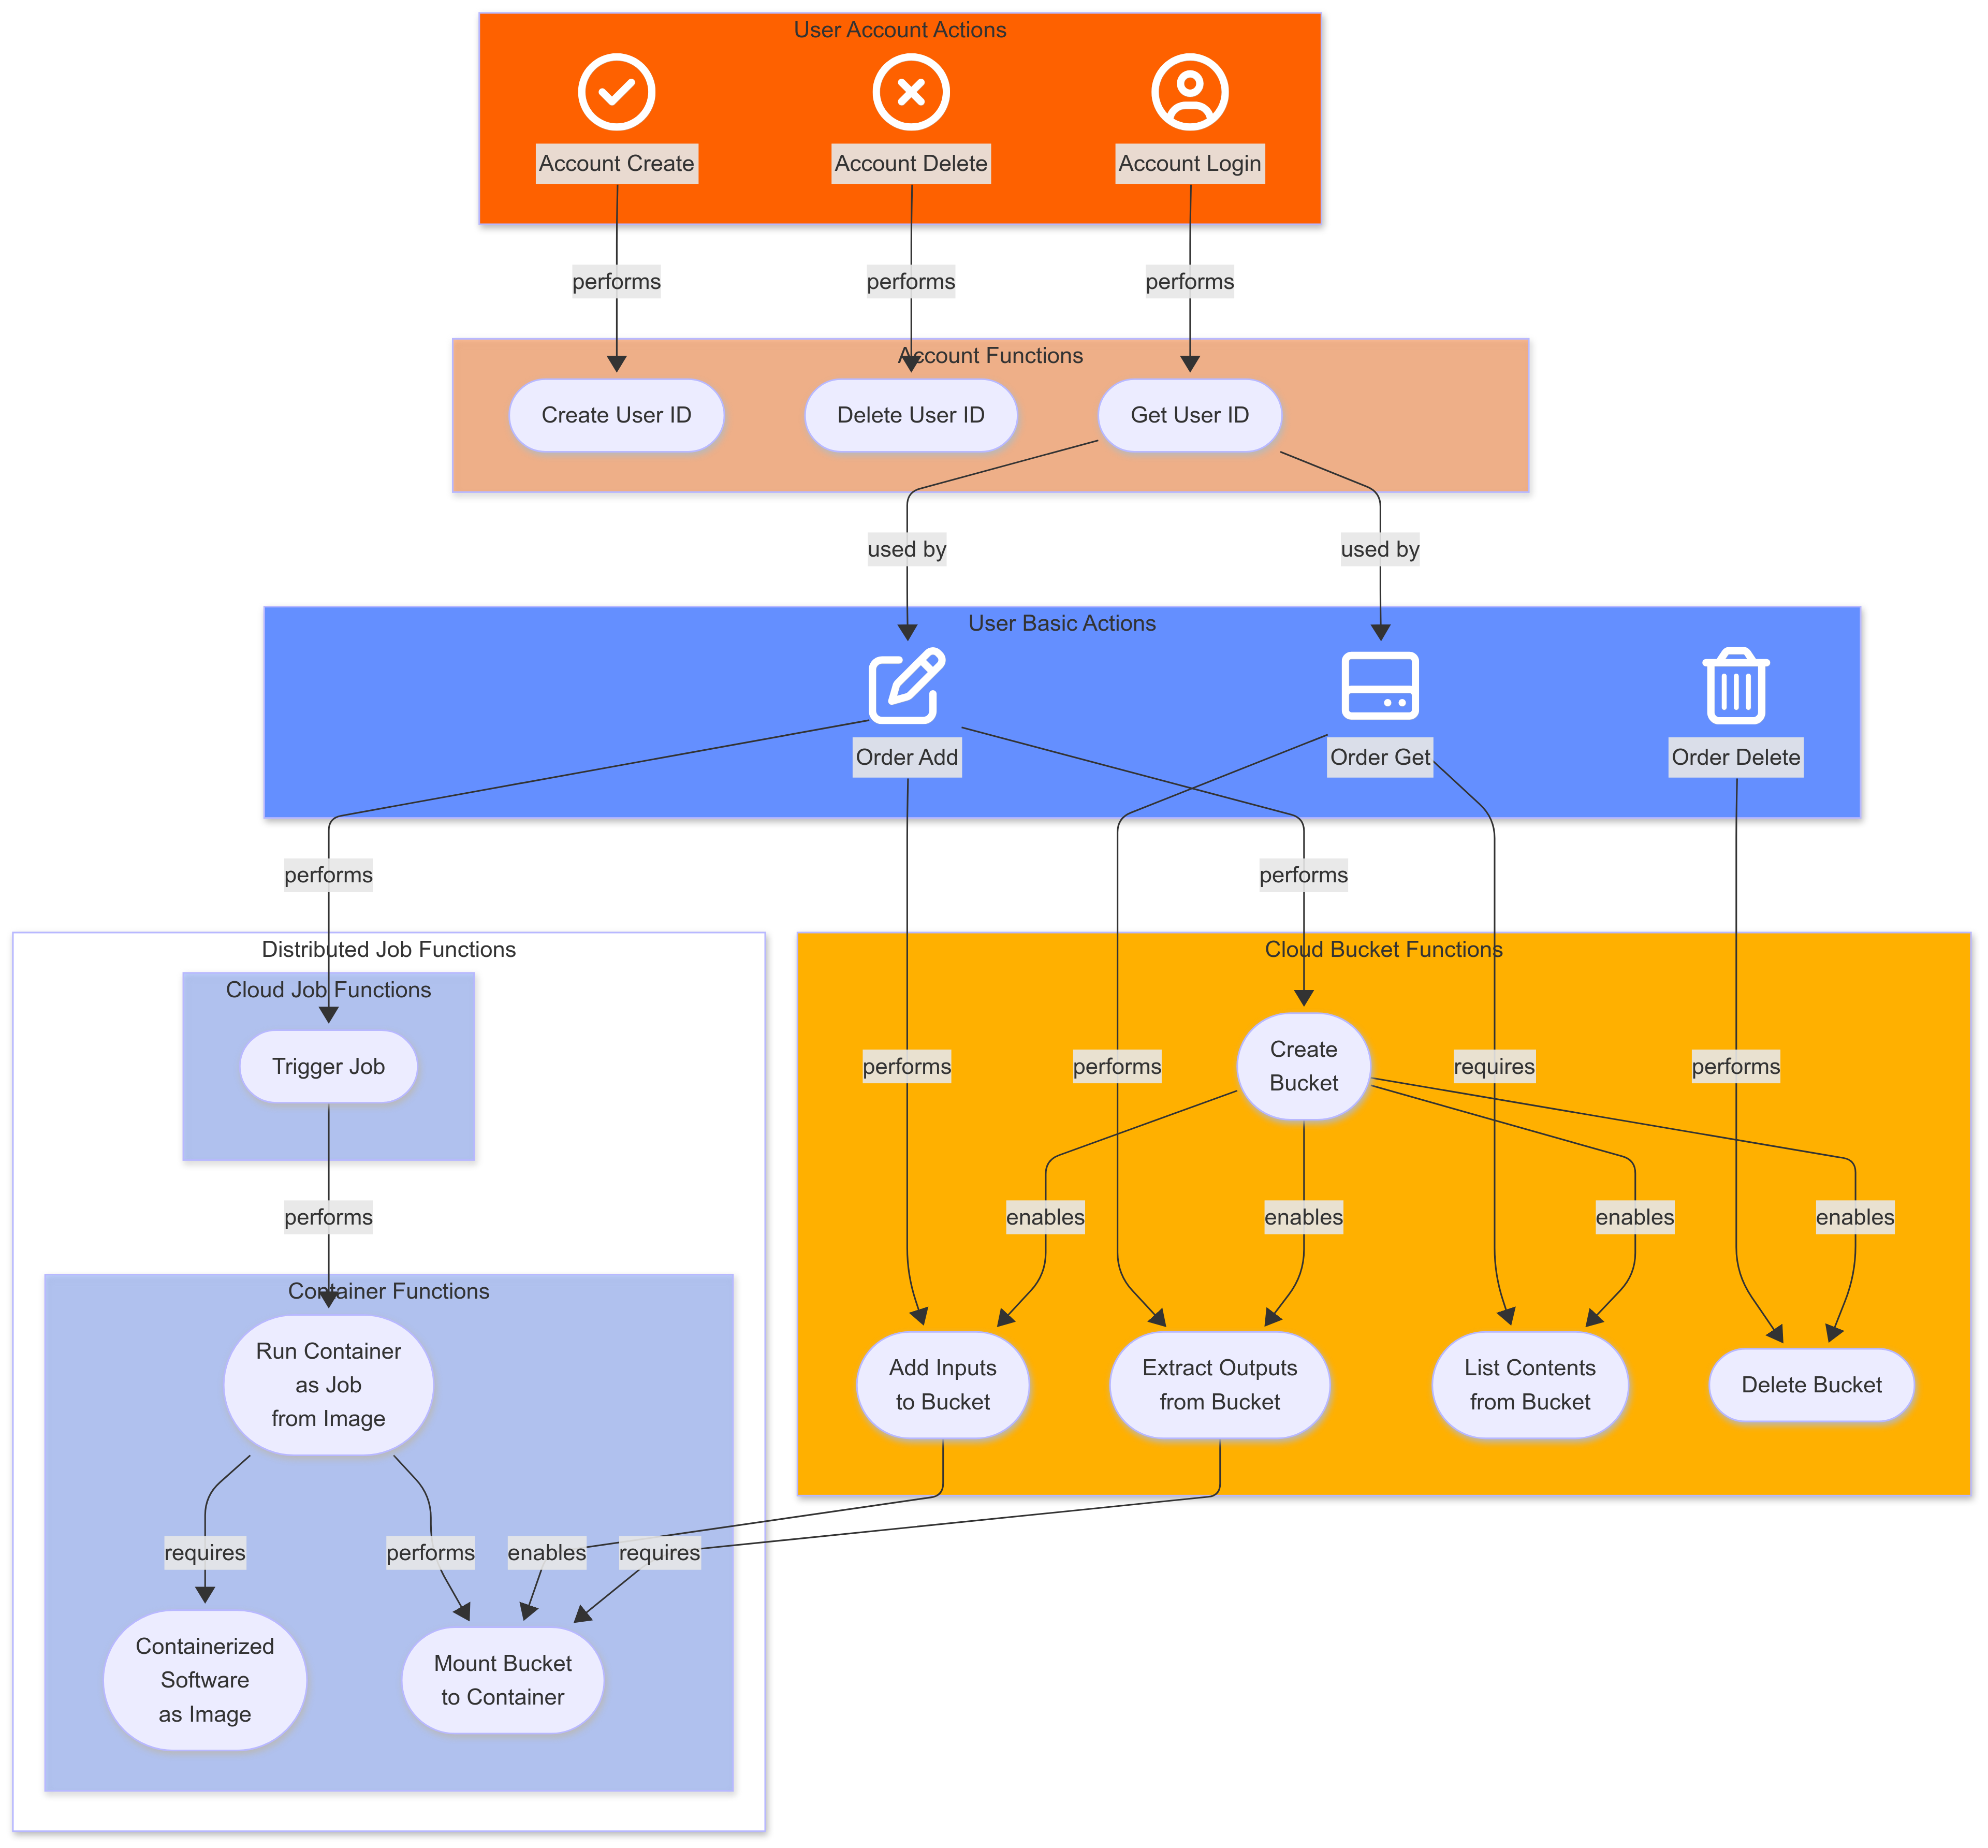 User Account Actions
Account Create
Account Delete
Account Login
performs
performs
performs
Account Functions
Create User ID
Delete User ID
Get User ID
used by
used by
User Basic Actions
Order Add
Order Get
Order Delete
performs
performs
Distributed Job Functions
Cloud Job Functions
Trigger Job
performs
Cloud Bucket Functions
performs
performs
Create
Bucket
requires
performs
enables
enables
enables
enables
Container Functions
Run Container
as Job
from Image
Add Inputs
to Bucket
Extract Outputs
from Bucket
List Contents
from Bucket
Delete Bucket
requires
performs
enables
requires
Containerized
Software
as Image
Mount Bucket
to Container